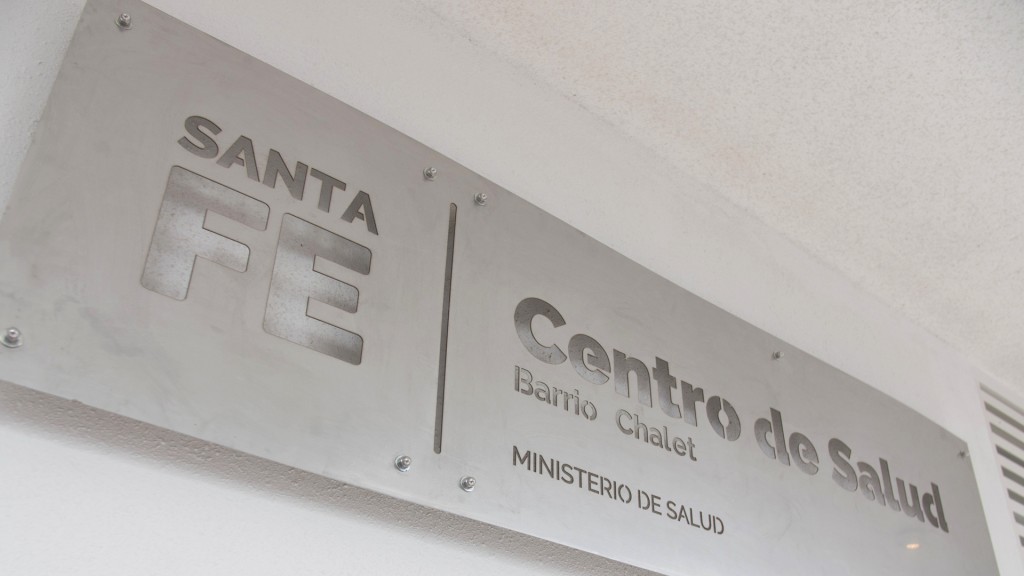 SANTA
FE
Centro de Salud
Barrio Chalet
MINISTERIO DE SALUD